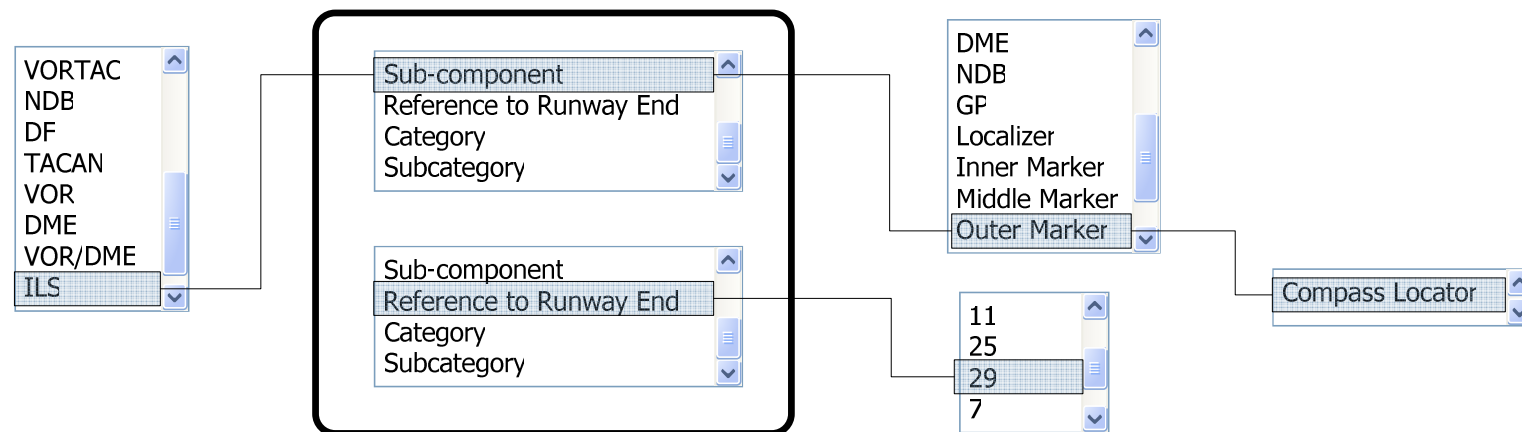 VORTAC
NDB
DF
TACAN
VOR
DME
VOR/DME
ILS
Sub-component
Reference to Runway End
Category
Subcategory
Sub-component
Reference to Runway End
Category
Subcategory
DME
NDB
GP
Localizer
Inner Marker
Middle Marker
Outer Marker
11
25
29
7
Compass Locator